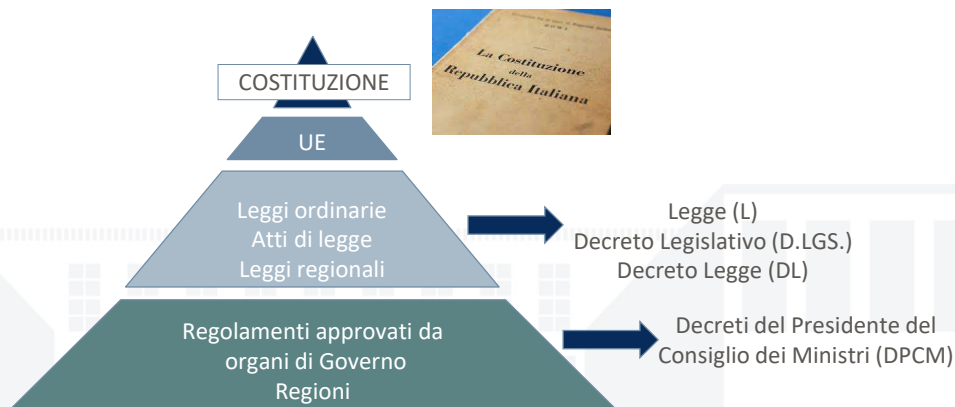 COSTITUZIONE
La Costituzione
della
Repubblica Italiana
UE
Leggi ordinarie
Atti di legge
Leggi regionali
Legge (L)
Decreto Legislativo (D.LGS.)
Decreto Legge (DL)
Regolamenti approvati da
organi di Governo
Regioni
Decreti del Presidente del
Consiglio dei Ministri (DPCM)